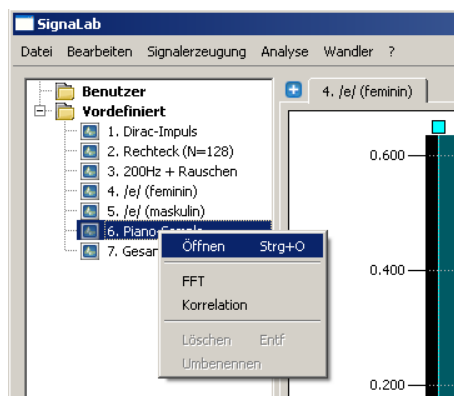 SignaLab
Datei Bearbeiten Signalerzeugung Analyse Wandler ?
Benutzer
Vordefiniert
1. Dirac-Impuls
2. Rechteck (N=128)
3. 200Hz + Rauschen
4. /e/ (feminin)
5. /e/ (maskulin)
6. Piano-Sample
7. Gesan
Öffnen Strg+O
FFT
Korrelation
Löschen Entf
Umbenennen
4. /e/ (feminin)
0.600
0.400
0.200